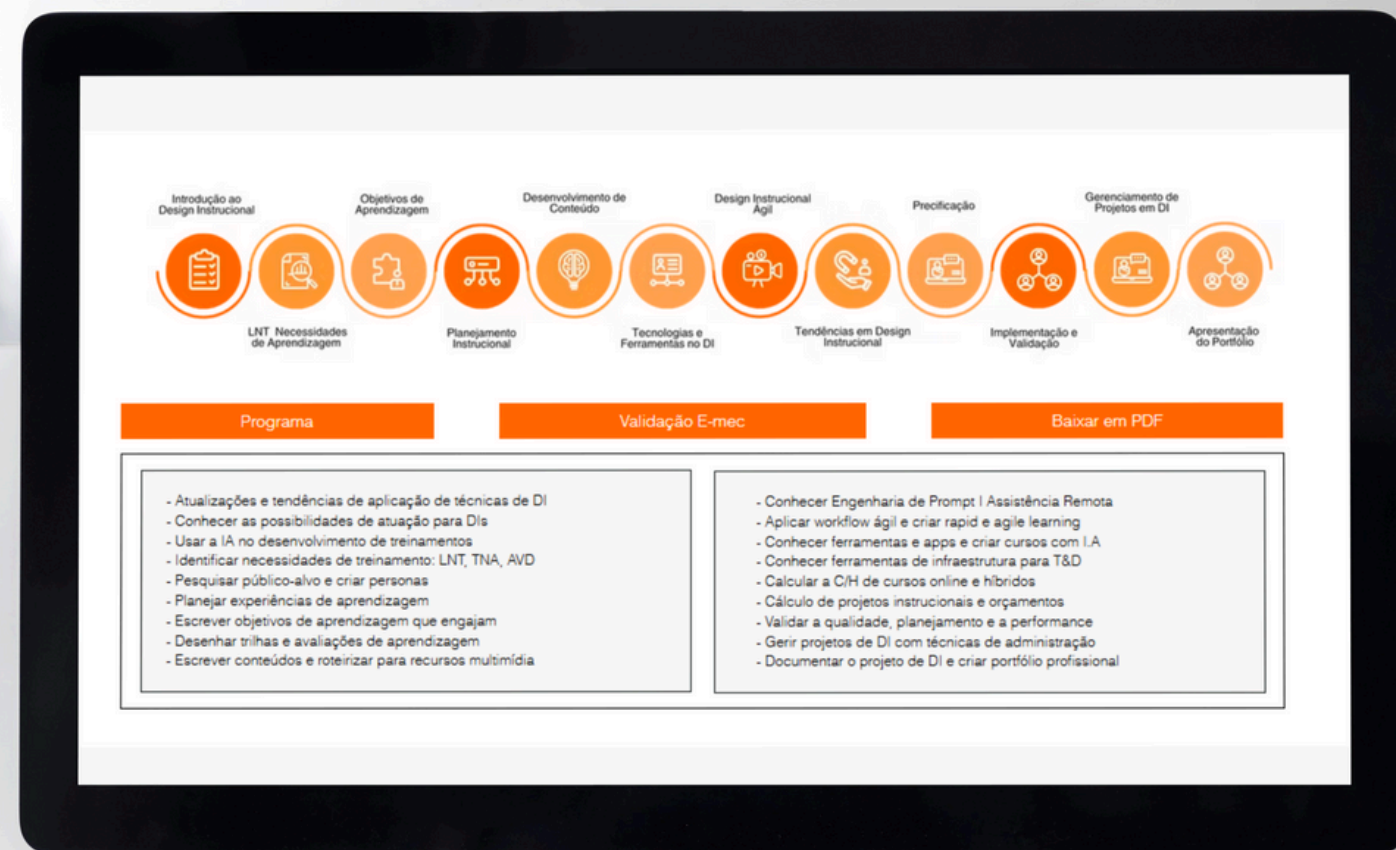 Introdução ao
Design Instrucional
LNT Necessidades
de Aprendizagem
Objetivos de
Aprendizagem
Planejamento
Instrucional
Desenvolvimento de
Conteúdo
Tecnologias e
Ferramentas no DI
Design Instrucional
Ágil
Tendências em Design
Instrucional
Precificação
Implementação e
Validação
Gerenciamento de
Projetos em DI
Apresentação
do Portfólio
Programa
Validação E-mec
Baixar em PDF
- Atualizações e tendências de aplicação de técnicas de DI
- Conhecer as possibilidades de atuação para DIs
- Usar a IA no desenvolvimento de treinamentos
- Identificar necessidades de treinamento: LNT, TNA, AVD
- Pesquisar público-alvo e criar personas
- Planejar experiências de aprendizagem
- Escrever objetivos de aprendizagem que engajam
- Desenhar trilhas e avaliações de aprendizagem
- Escrever conteúdos e roteirizar para recursos multimídia
- Conhecer Engenharia de Prompt I Assistência Remota
- Aplicar workflow ágil e criar rapid e agile learning
- Conhecer ferramentas e apps e criar cursos com I.A
- Conhecer ferramentas de infraestrutura para T&D
- Calcular a C/H de cursos online e híbridos
- Cálculo de projetos instrucionais e orçamentos
- Validar a qualidade, planejamento e a performance
- Gerir projetos de DI com técnicas de administração
- Documentar o projeto de DI e criar portfólio profissional